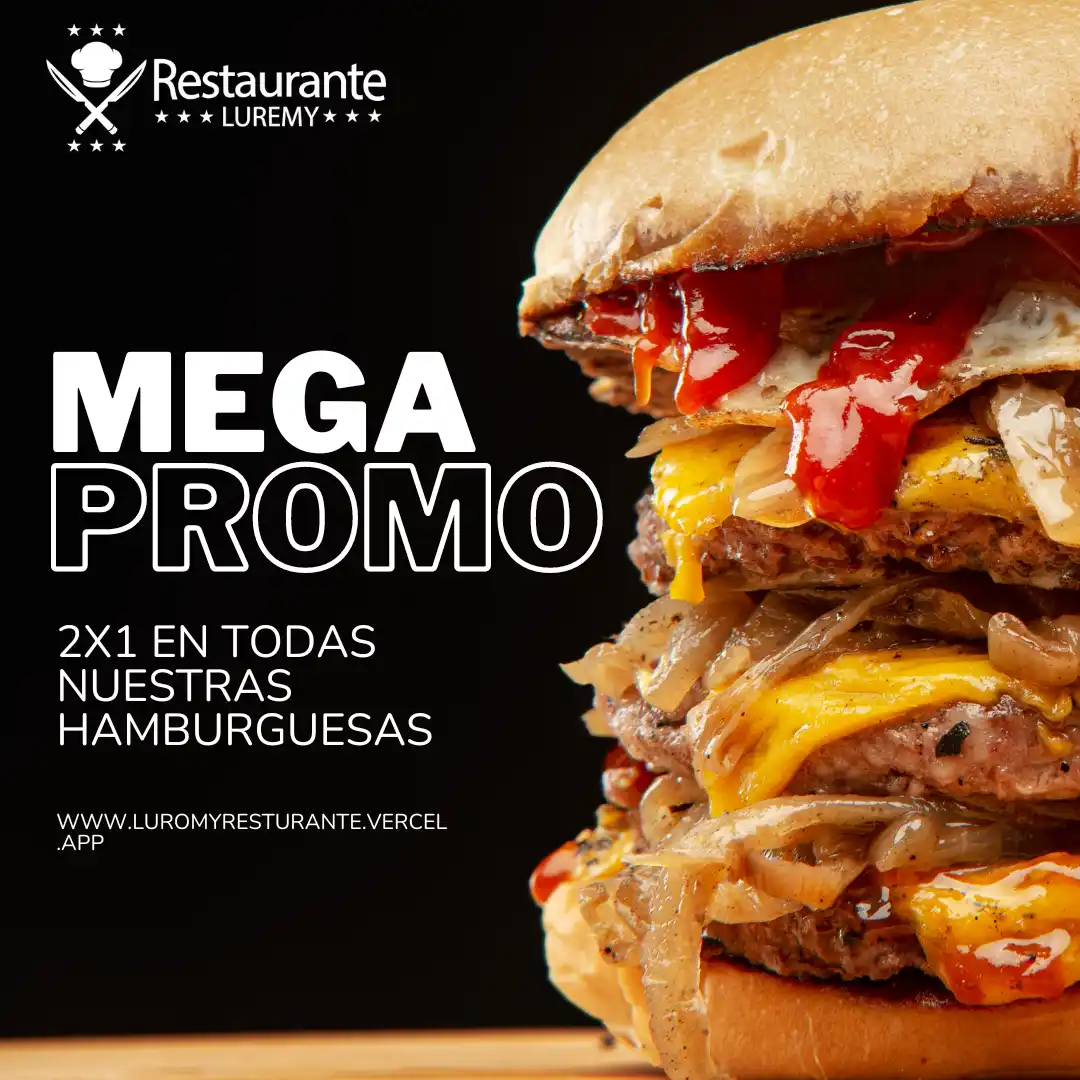 Restaurante
LUREMY
MEGA
PROMO
2X1 EN TODAS
NUESTRAS
HAMBURGUESAS
WWW.LUROMYRESTURANTE.VERCEL
.APP